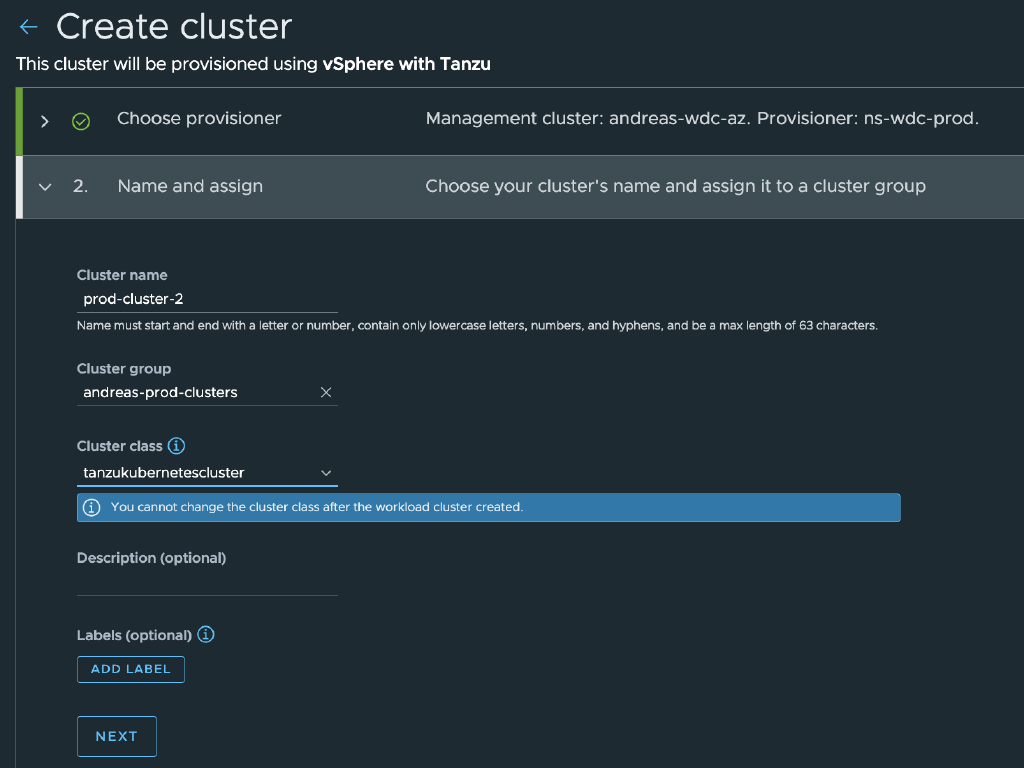 Create cluster
This cluster will be provisioned using vSphere with Tanzu
Choose provisioner Management cluster: andreas-wdc-az. Provisioner: ns-wdc-prod.
2. Name and assign Choose your cluster's name and assign it to a cluster group
Cluster name
prod-cluster-2
Name must start and end with a letter or number, contain only lowercase letters, numbers, and hyphens, and be a max length of 63 characters.
Cluster group
andreas-prod-clusters
Cluster class
tanzukubernetescluster
You cannot change the cluster class after the workload cluster created.
Description (optional)
Labels (optional)
ADD LABEL
NEXT